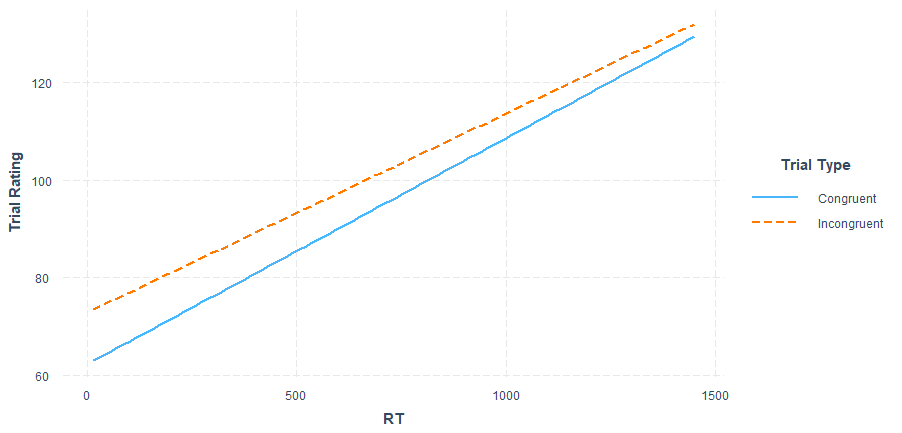 120
100
80
60
Trial Rating
0 500 1000 1500
RT
Trial Type
Congruent
Incongruent